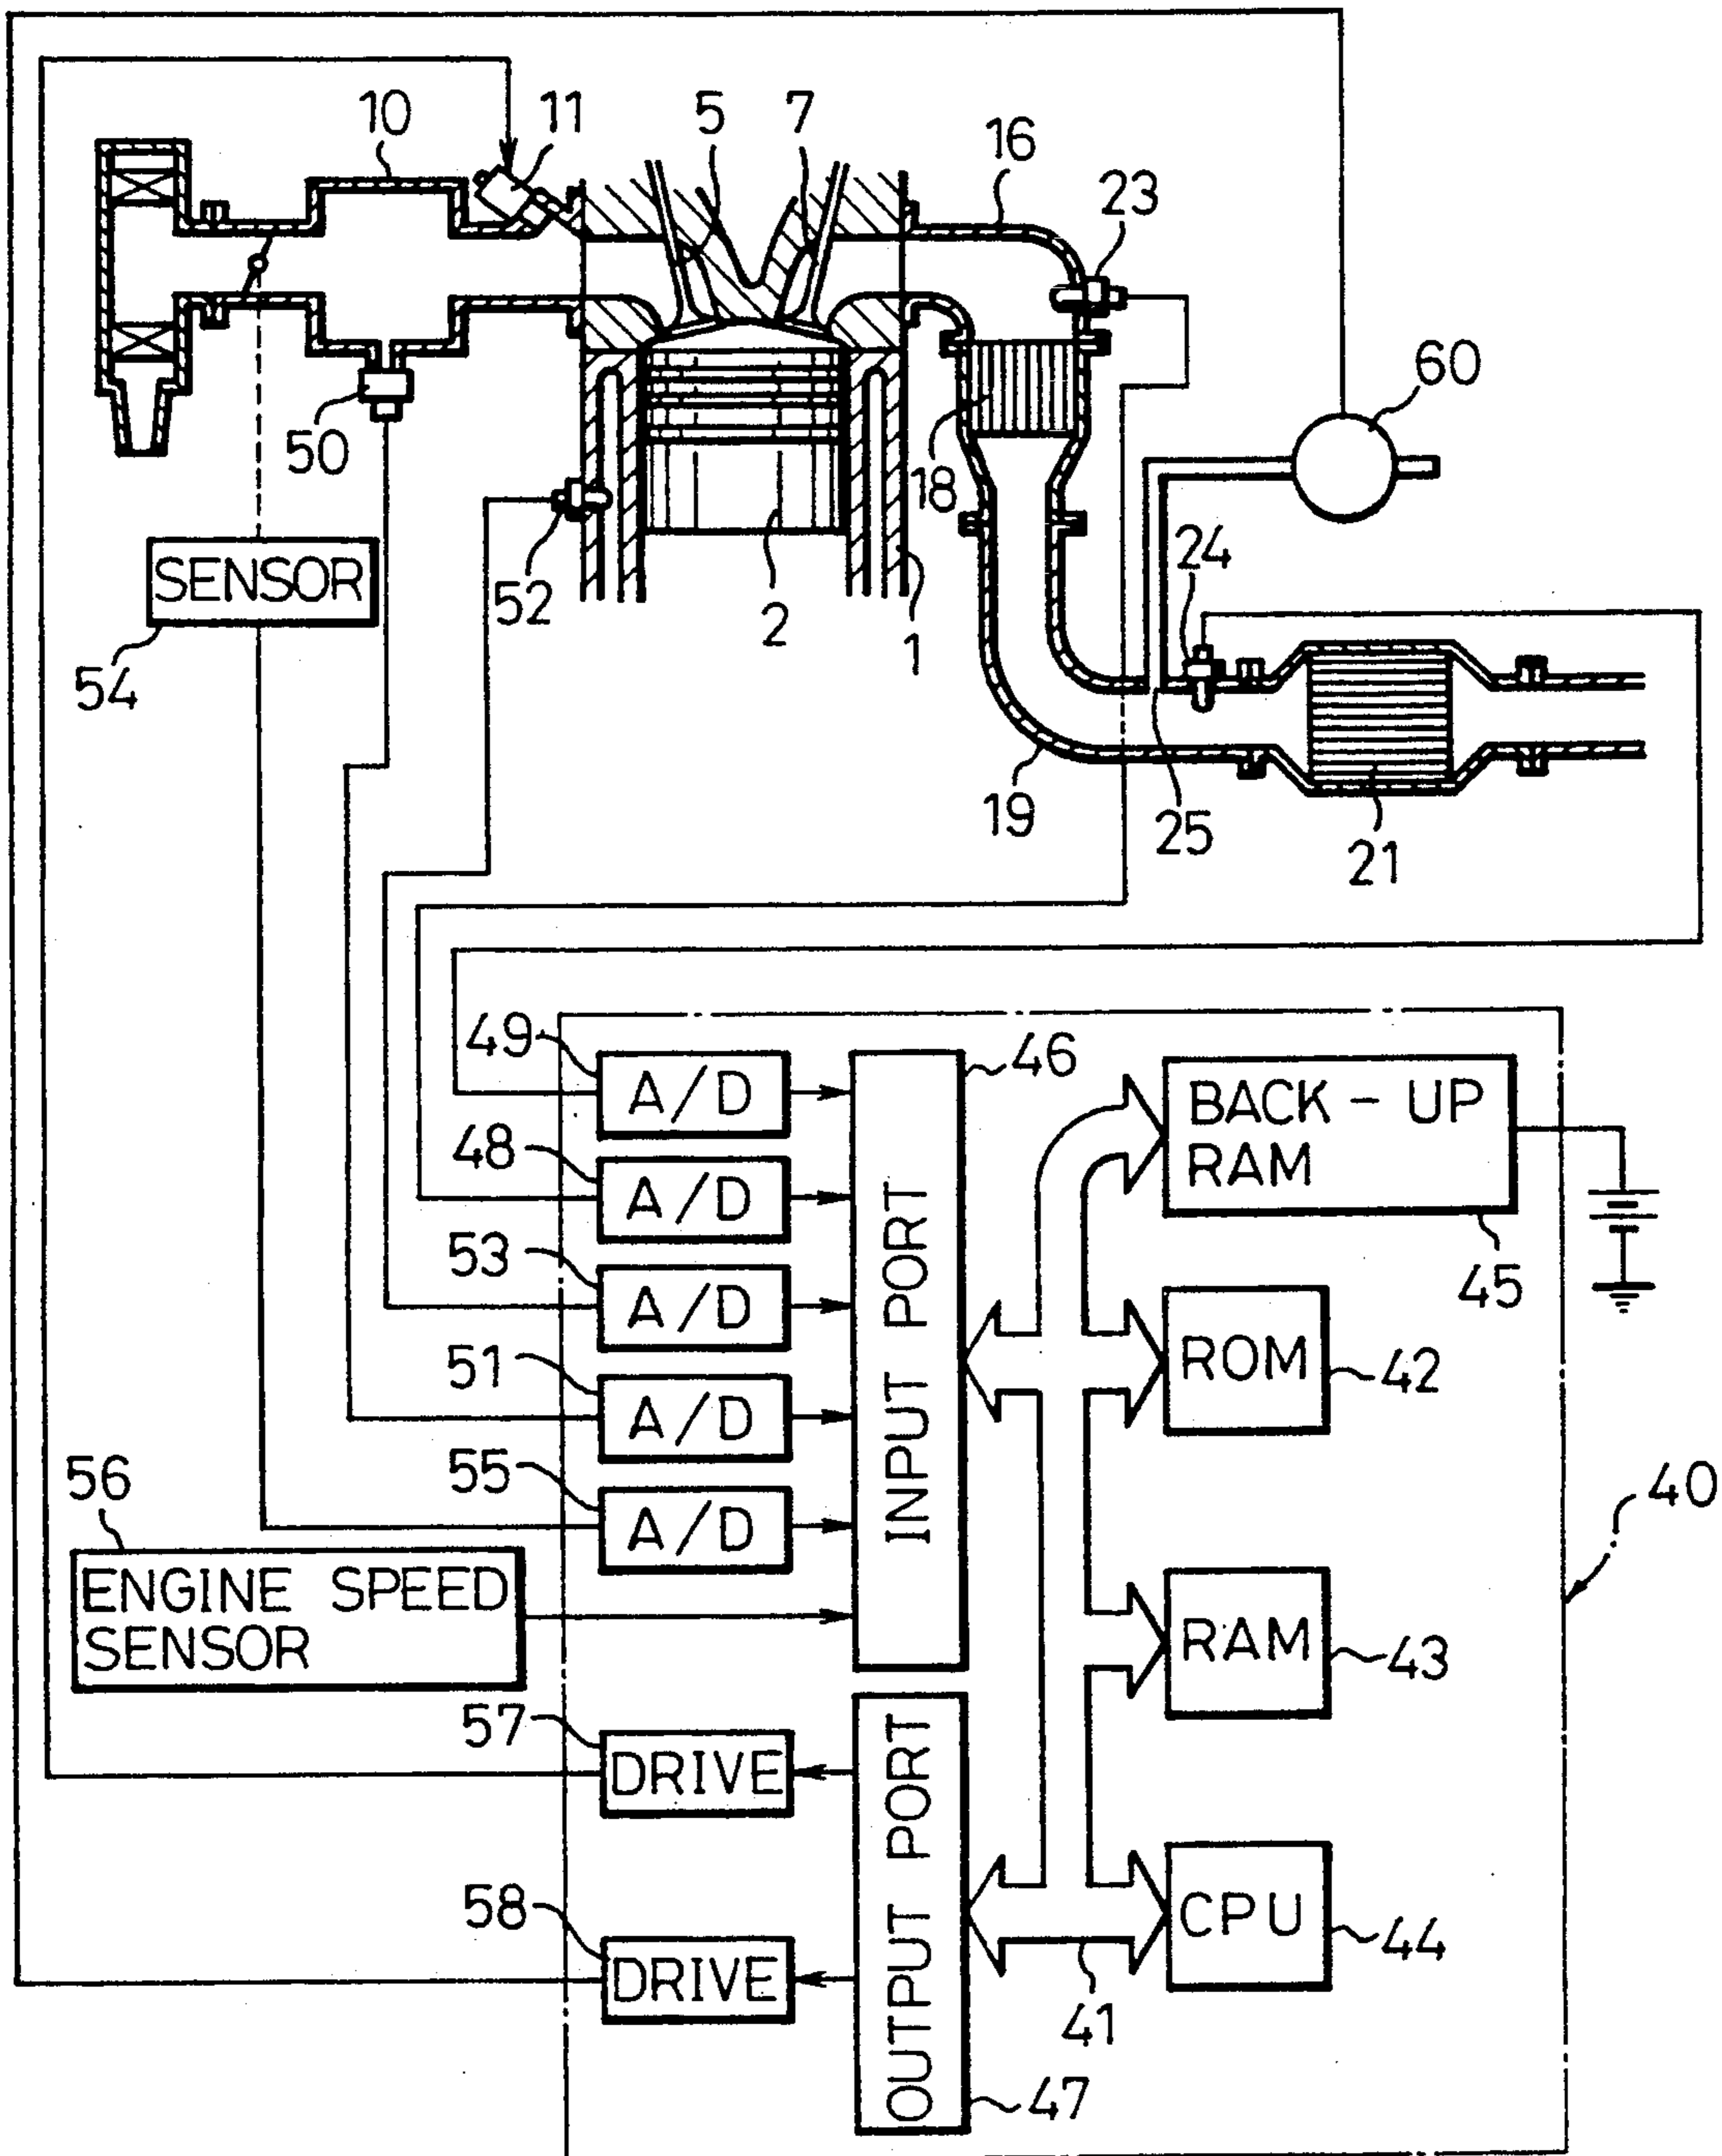 10
11
5
7
16
23
60
50
18
52
2
1
24
SENSOR
54
19
25
21
49
A/D
46
BACK-UP
RAM
48
A/D
45
53
A/D
INPUT PORT
ROM
42
51
A/D
40
56
55
A/D
ENGINE SPEED
SENSOR
RAM
43
57
DRIVE
OUTPUT PORT
58
DRIVE
CPU
44
41
47